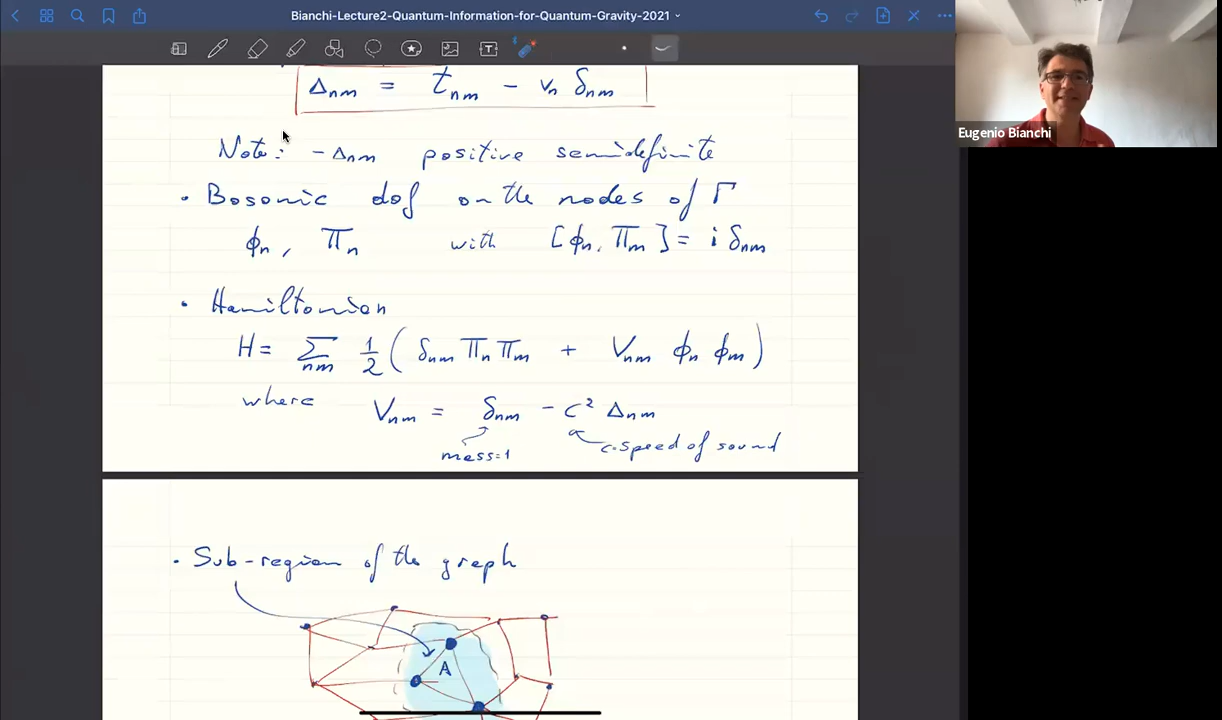 Bianchi-Lecture2-Quantum-Information-for-Quantum-Gravity-2021
Eugenio Bianchi
Δnm = tnm - vn δnm
Note: - Δnm positive semidefinite
• Bosonic dof on the nodes of Γ
ϕn, πn with [ϕn, πm] = i δnm
• Hamiltonian
H = Σnm 1/2 ( δnm πn πm + Vnm ϕn ϕm )
where Vnm = δnm - c² Δnm
mass=1 c=speed of sound
• Sub-region of the graph
A